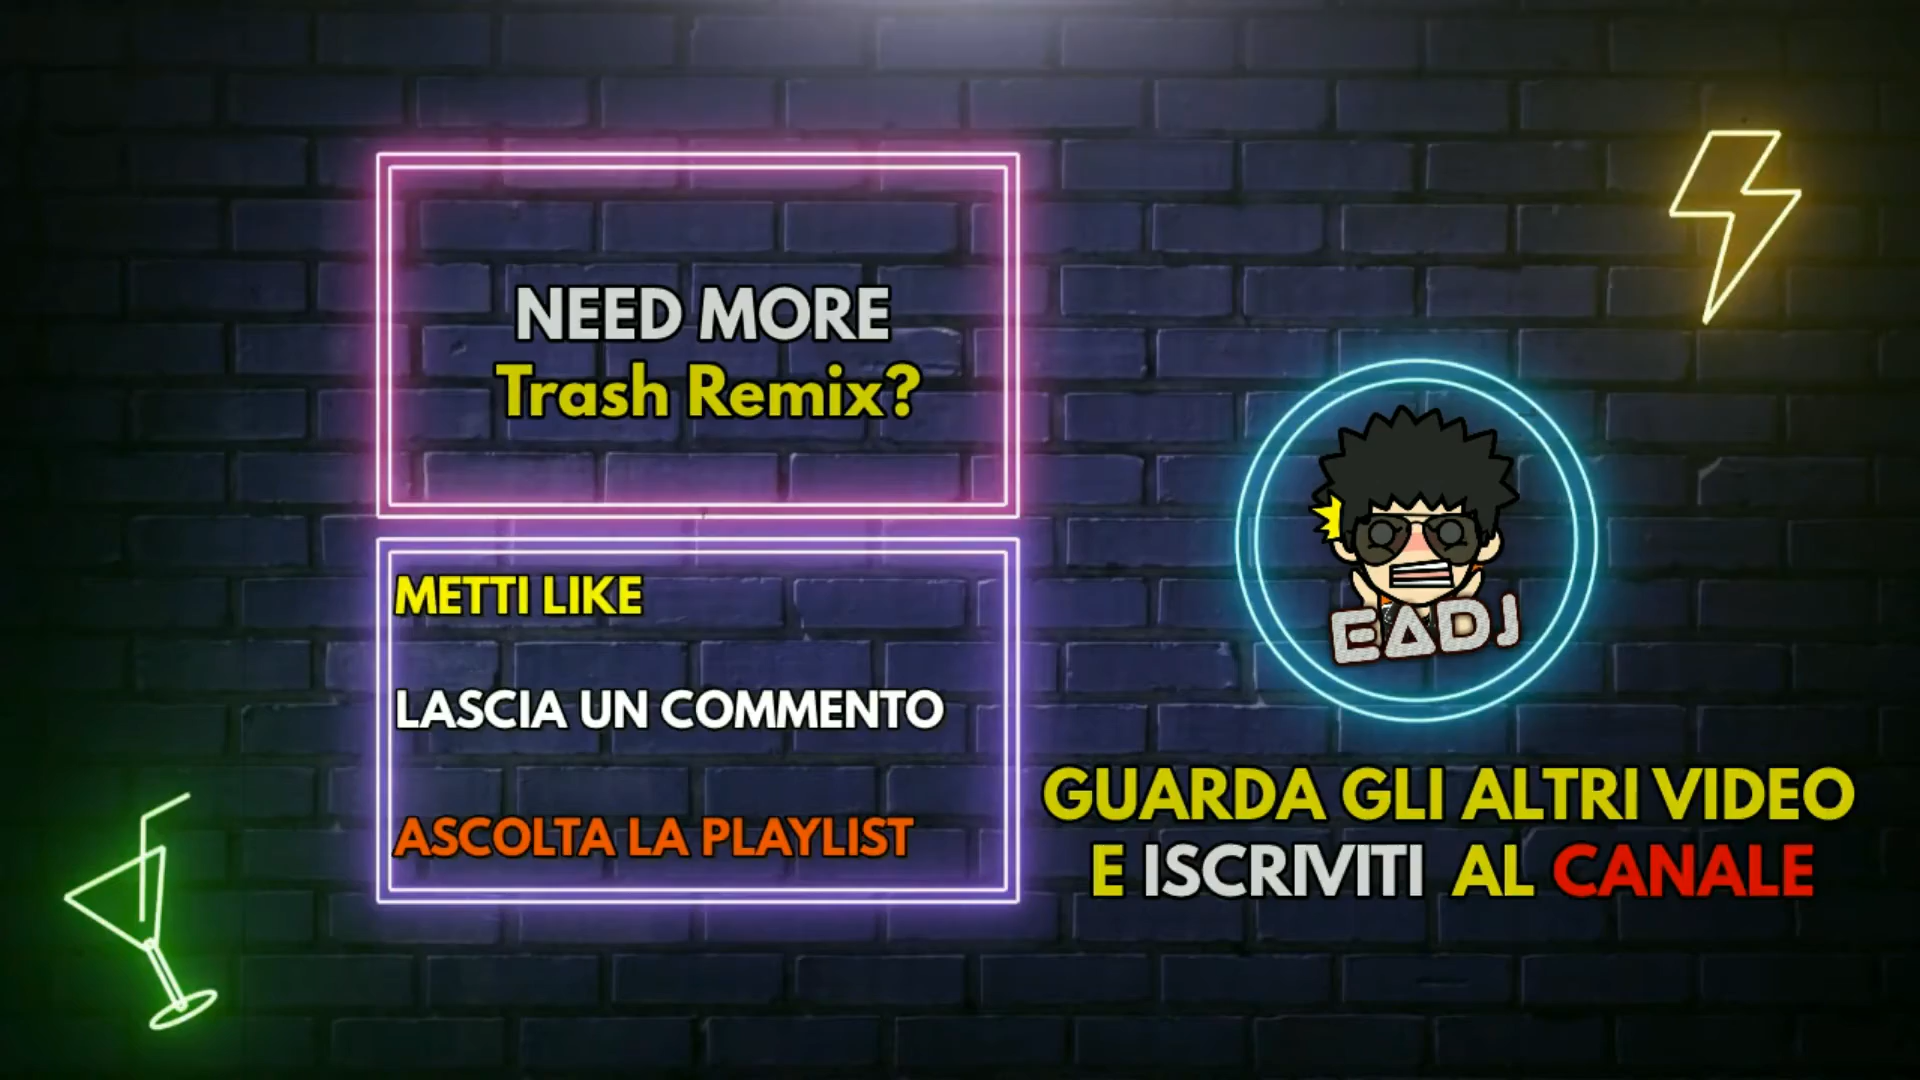 NEED MORE
Trash Remix?
METTI LIKE
LASCIA UN COMMENTO
ASCOLTA LA PLAYLIST
EADJ
GUARDA GLI ALTRI VIDEO
E ISCRIVITI AL CANALE